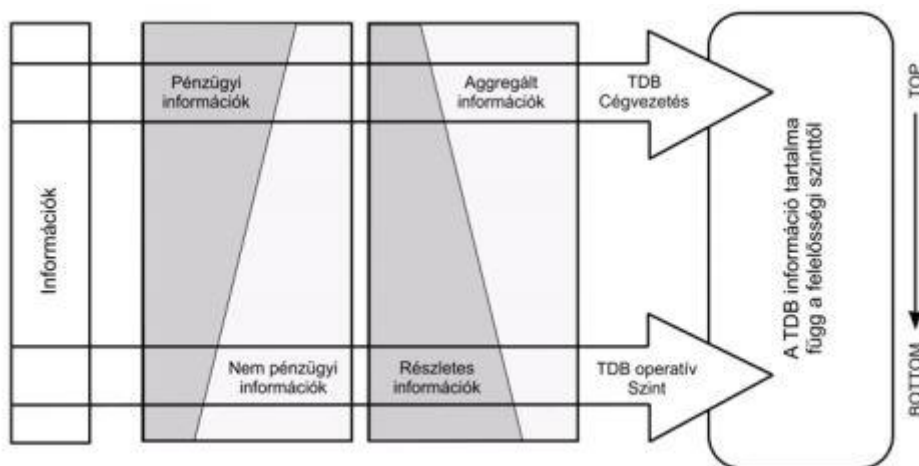 Információk
Pénzügyi
információk
Aggregált
információk
TDB
Cégvezetés
Nem pénzügyi
információk
Részletes
információk
TDB operatív
Szint
A TDB információ tartalma
függ a felelősségi szinttől
TOP
BOTTOM